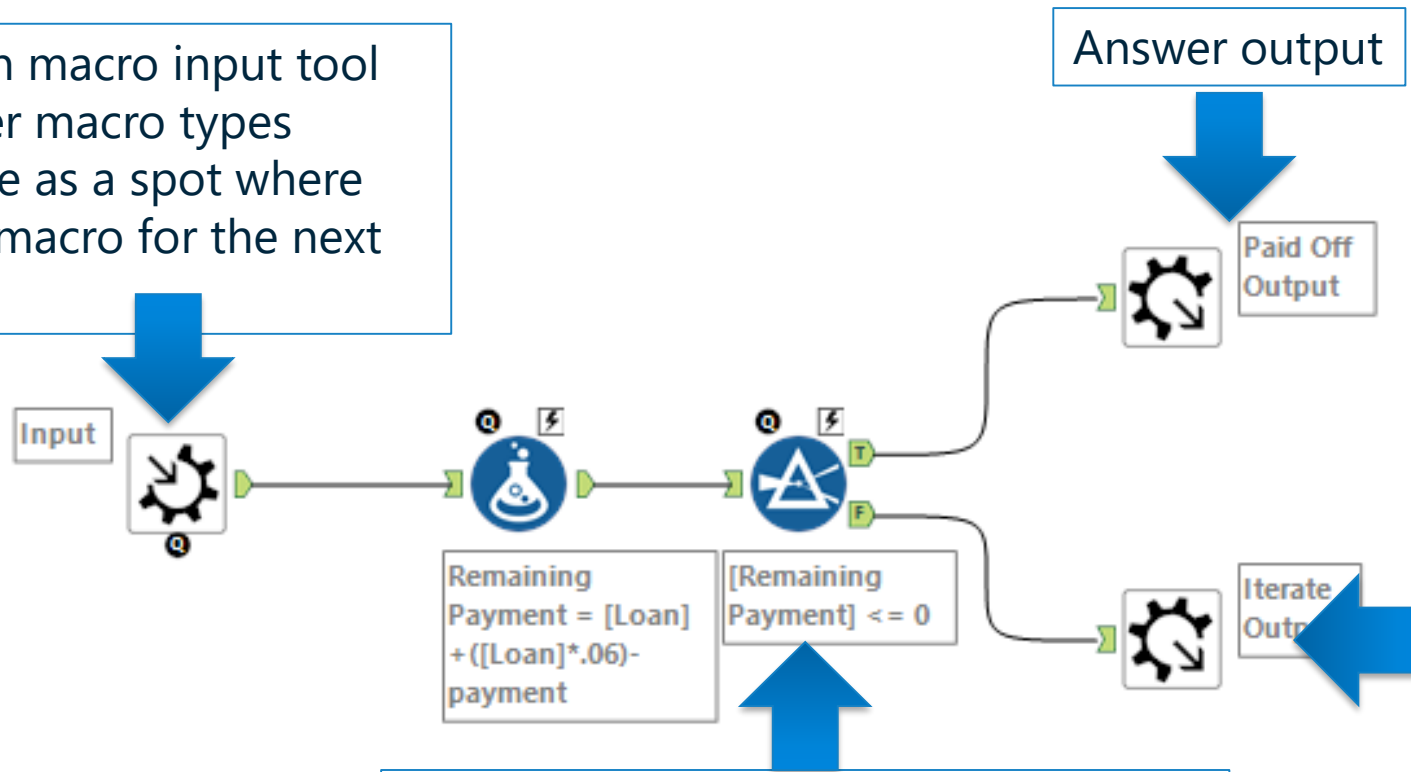 macro input tool
macro types
e as a spot where
macro for the next
Answer output
Paid Off
Output
Input
Q
Q
Q
T
F
Remaining
Payment = [Loan]
+([Loan]*.06)-
payment
[Remaining
Payment] <= 0
Iterate